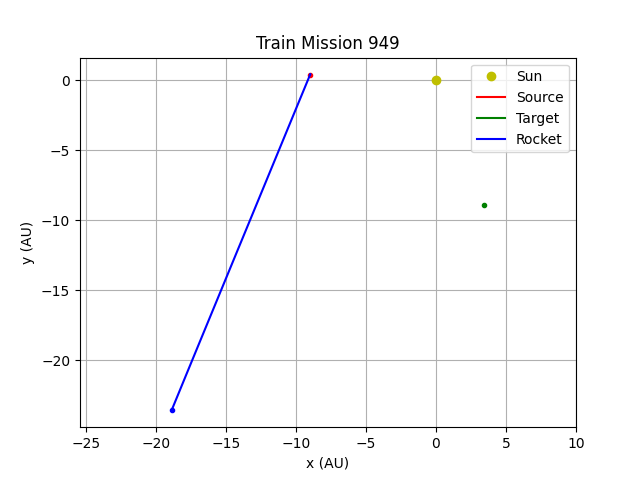 Train Mission 949
Sun
Source
Target
Rocket
y (AU)
0
−5
−10
−15
−20
−25
−20
−15
−10
−5
0
5
10
x (AU)